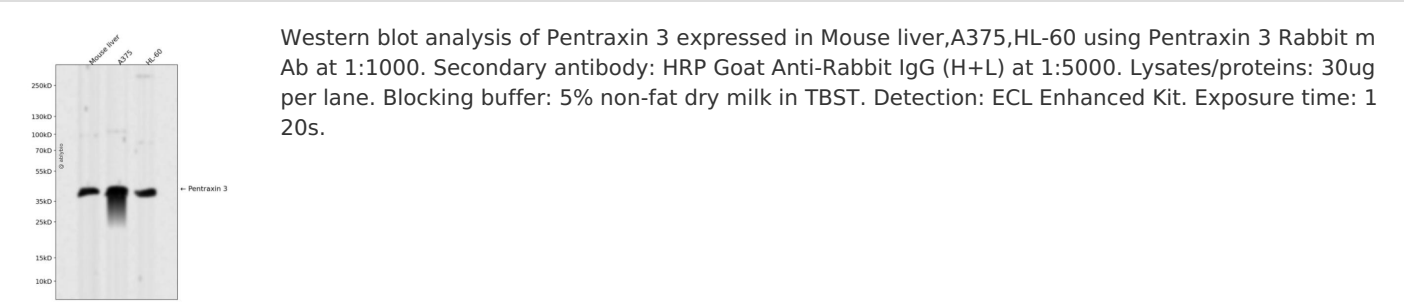 Mouse liver
A375
HL-60
250kD
130kD
100kD
70kD
55kD
35kD
25kD
15kD
10kD
← Pentraxin 3
Western blot analysis of Pentraxin 3 expressed in Mouse liver,A375,HL-60 using Pentraxin 3 Rabbit m
Ab at 1:1000. Secondary antibody: HRP Goat Anti-Rabbit IgG (H+L) at 1:5000. Lysates/proteins: 30ug
per lane. Blocking buffer: 5% non-fat dry milk in TBST. Detection: ECL Enhanced Kit. Exposure time: 1
20s.